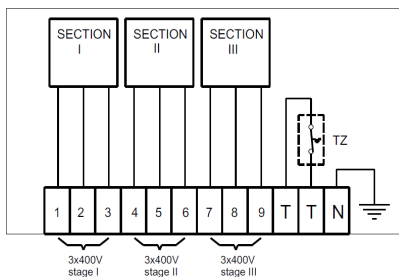 SECTION
I
SECTION
II
SECTION
III
TZ
1 2 3 4 5 6 7 8 9 T T N
3x400V
stage I
3x400V
stage II
3x400V
stage III